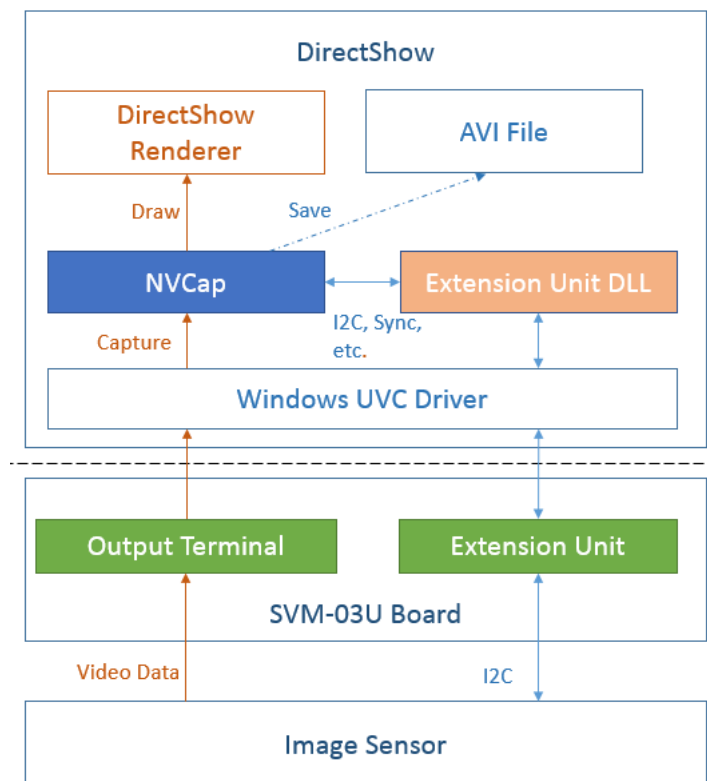 DirectShow
DirectShow
Renderer
AVI File
Draw
Save
NVCap
Extension Unit DLL
I2C, Sync,
etc.
Capture
Windows UVC Driver
Output Terminal
Extension Unit
SVM-03U Board
Video Data
I2C
Image Sensor